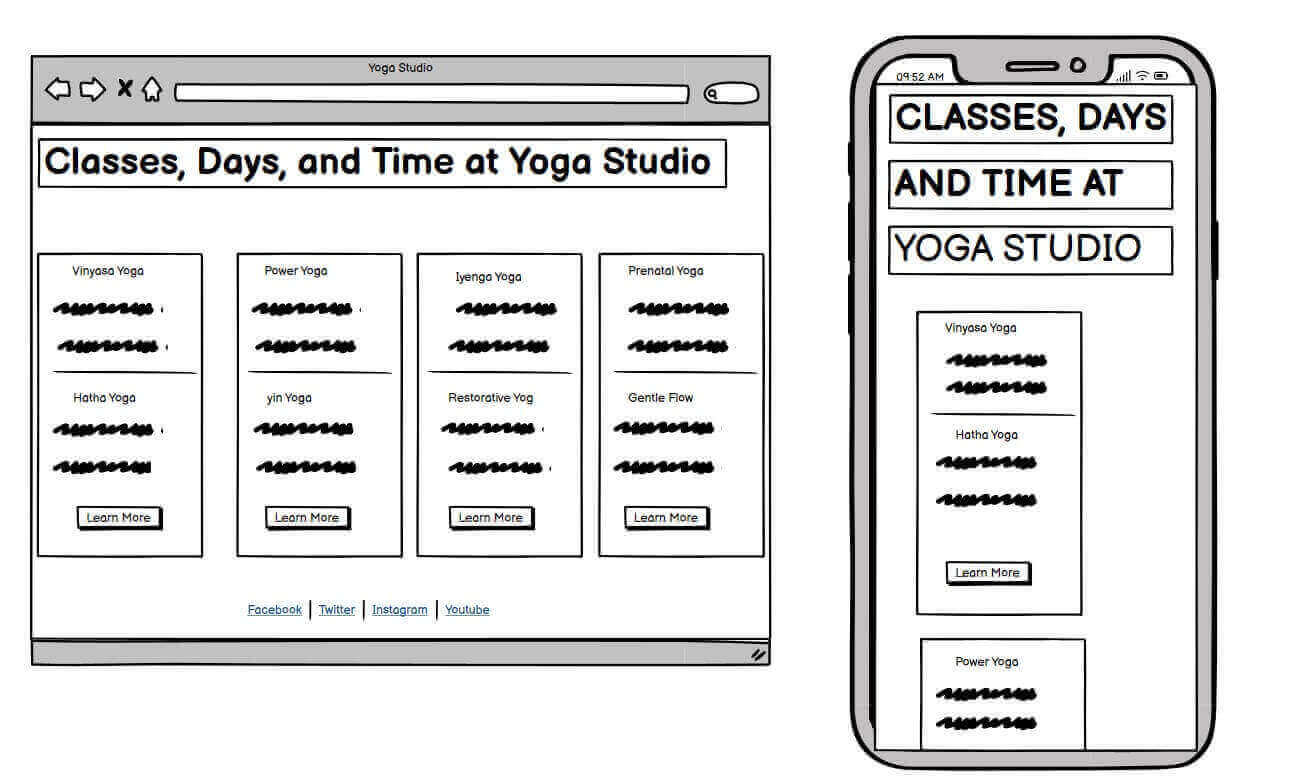 Yoga Studio
Classes, Days, and Time at Yoga Studio
Vinyasa Yoga
Hatha Yoga
Learn More
Power Yoga
yin Yoga
Learn More
Iyenga Yoga
Restorative Yog
Learn More
Prenatal Yoga
Gentle Flow
Learn More
Facebook | Twitter | Instagram | Youtube
09:52 AM
CLASSES, DAYS
AND TIME AT
YOGA STUDIO
Vinyasa Yoga
Hatha Yoga
Learn More
Power Yoga